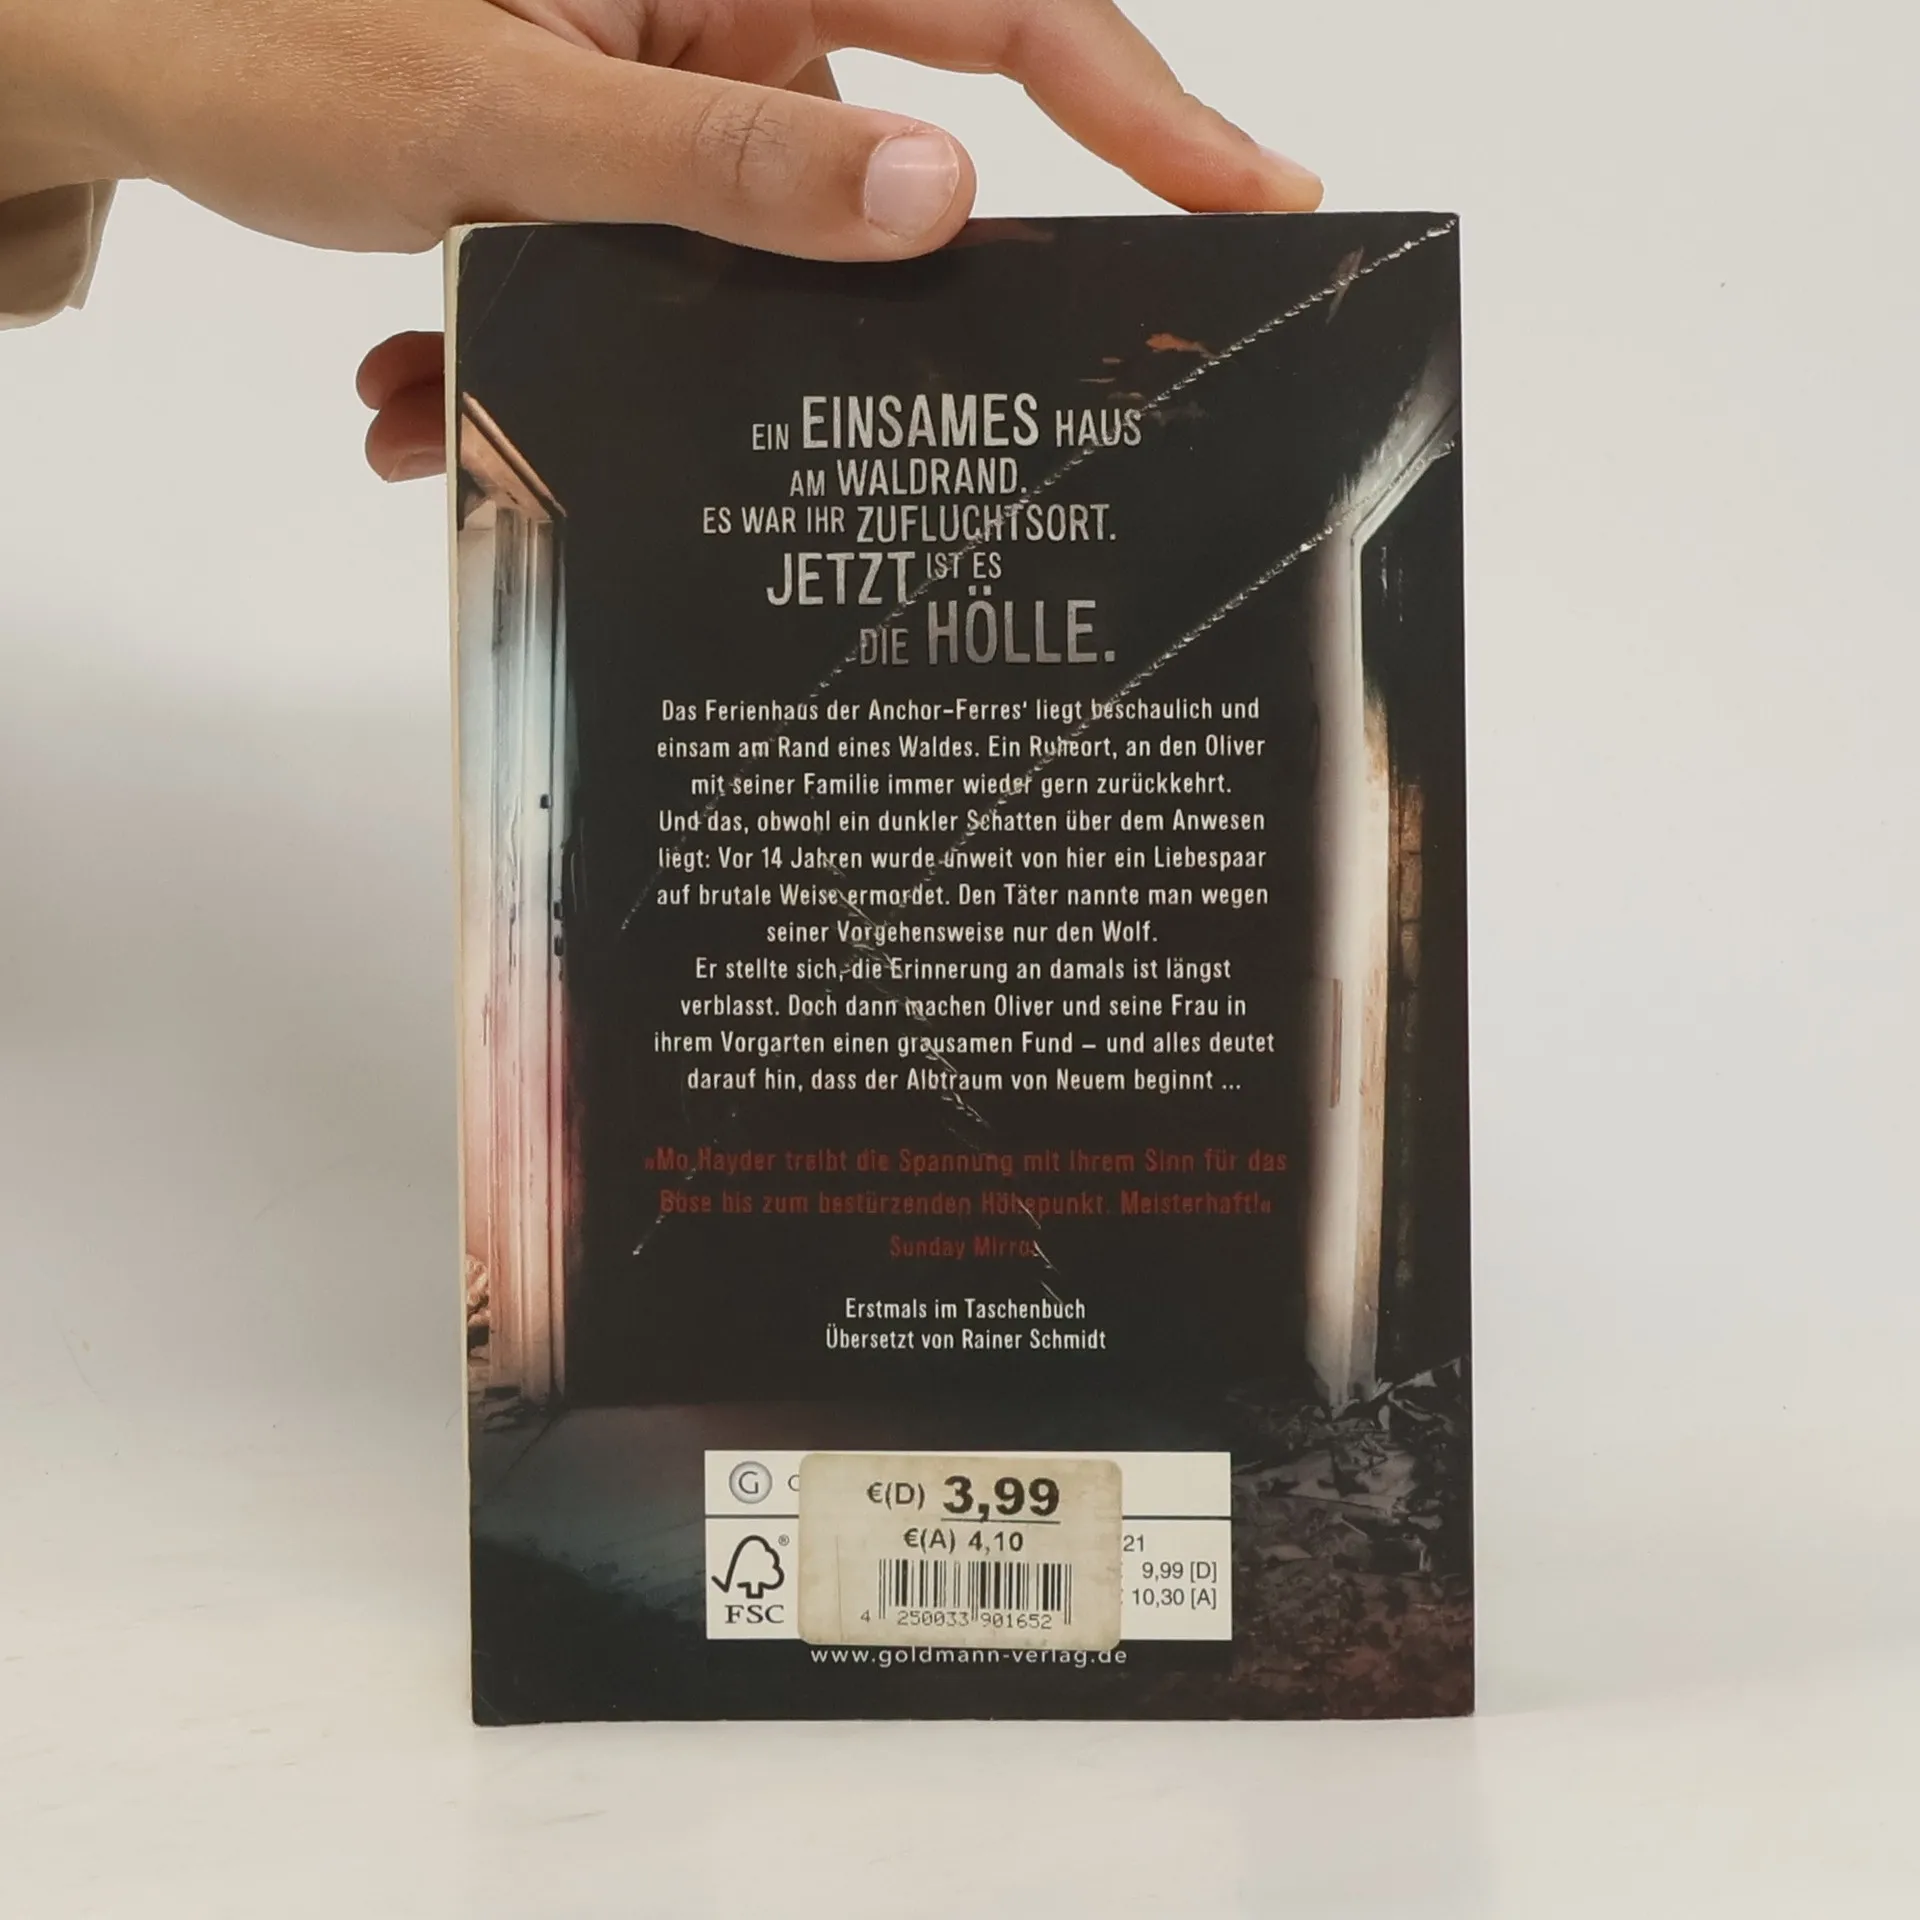 EIN EINSAMES HAUS
AM WALDRAND.
ES WAR IHR ZUFLUCHTSORT.
JETZT IST ES
DIE HÖLLE.
Das Ferienhaus der Anchor-Ferres' liegt beschaulich und
einsam am Rand eines Waldes. Ein Ruheort, an den Oliver
mit seiner Familie immer wieder gern zurückkehrt.
Und das, obwohl ein dunkler Schatten über dem Anwesen
liegt: Vor 14 Jahren wurde unweit von hier ein Liebespaar
auf brutale Weise ermordet. Den Täter nannte man wegen
seiner Vorgehensweise nur den Wolf.
Er stellte sich, die Erinnerung an damals ist längst
verblasst. Doch dann machen Oliver und seine Frau in
ihrem Vorgarten einen grausamen Fund – und alles deutet
darauf hin, dass der Albtraum von Neuem beginnt ...
»Mo Hayder treibt die Spannung mit ihrem Sinn für das
Böse bis zum bestürzenden Höhepunkt. Meisterhaft!«
Sunday Mirror
Erstmals im Taschenbuch
Übersetzt von Rainer Schmidt
G
€(D) 3,99
€(A) 4,10
4 250033 901652
FSC ®
21
9,99 [D]
10,30 [A]
www.goldmann-verlag.de